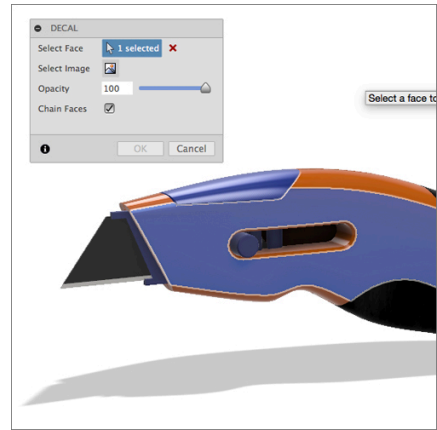 DECAL
Select Face 1 selected
Select Image
Select a face to
Opacity 100
Chain Faces
OK Cancel